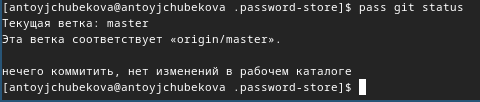 [antoyjchubekova@antoyjchubekova .password-store]$ pass git status
Текущая ветка: master
Эта ветка соответствует «origin/master».
нечего коммитить, нет изменений в рабочем каталоге
[antoyjchubekova@antoyjchubekova .password-store]$